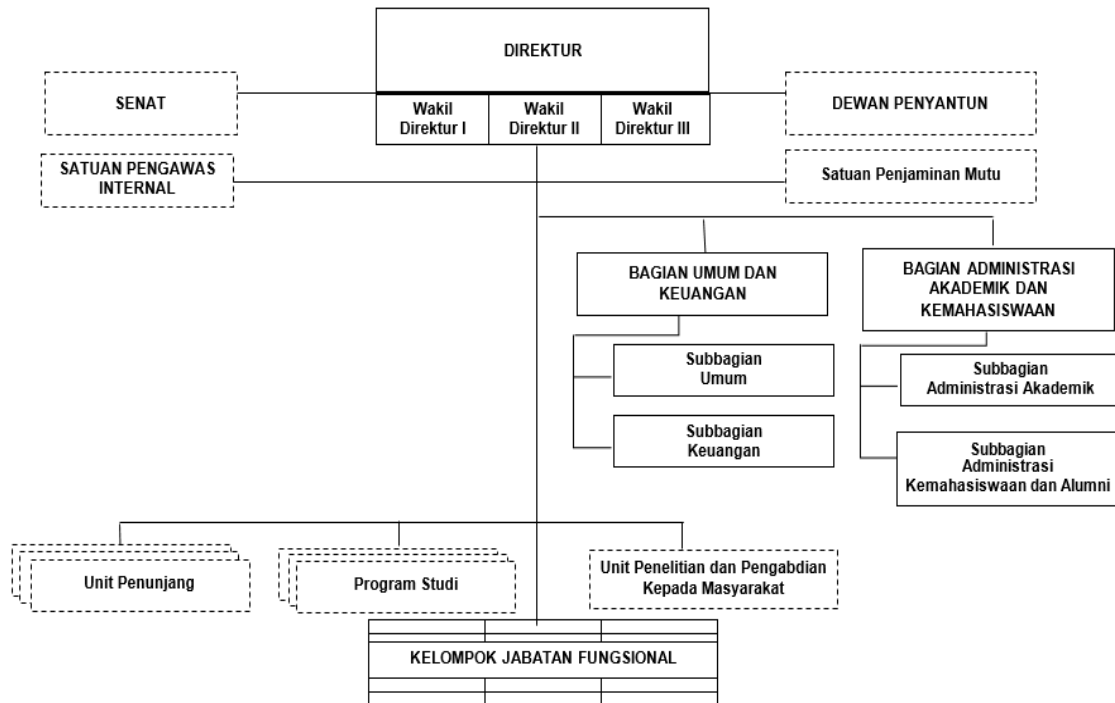 DIREKTUR
SENAT
DEWAN PENYANTUN
Wakil
Direktur I
Wakil
Direktur II
Wakil
Direktur III
SATUAN PENGAWAS
INTERNAL
Satuan Penjaminan Mutu
BAGIAN UMUM DAN
KEUANGAN
BAGIAN ADMINISTRASI
AKADEMIK DAN
KEMAHASISWAAN
Subbagian
Umum
Subbagian
Administrasi Akademik
Subbagian
Keuangan
Subbagian
Administrasi
Kemahasiswaan dan Alumni
Unit Penunjang
Program Studi
Unit Penelitian dan Pengabdian
Kepada Masyarakat
KELOMPOK JABATAN FUNGSIONAL